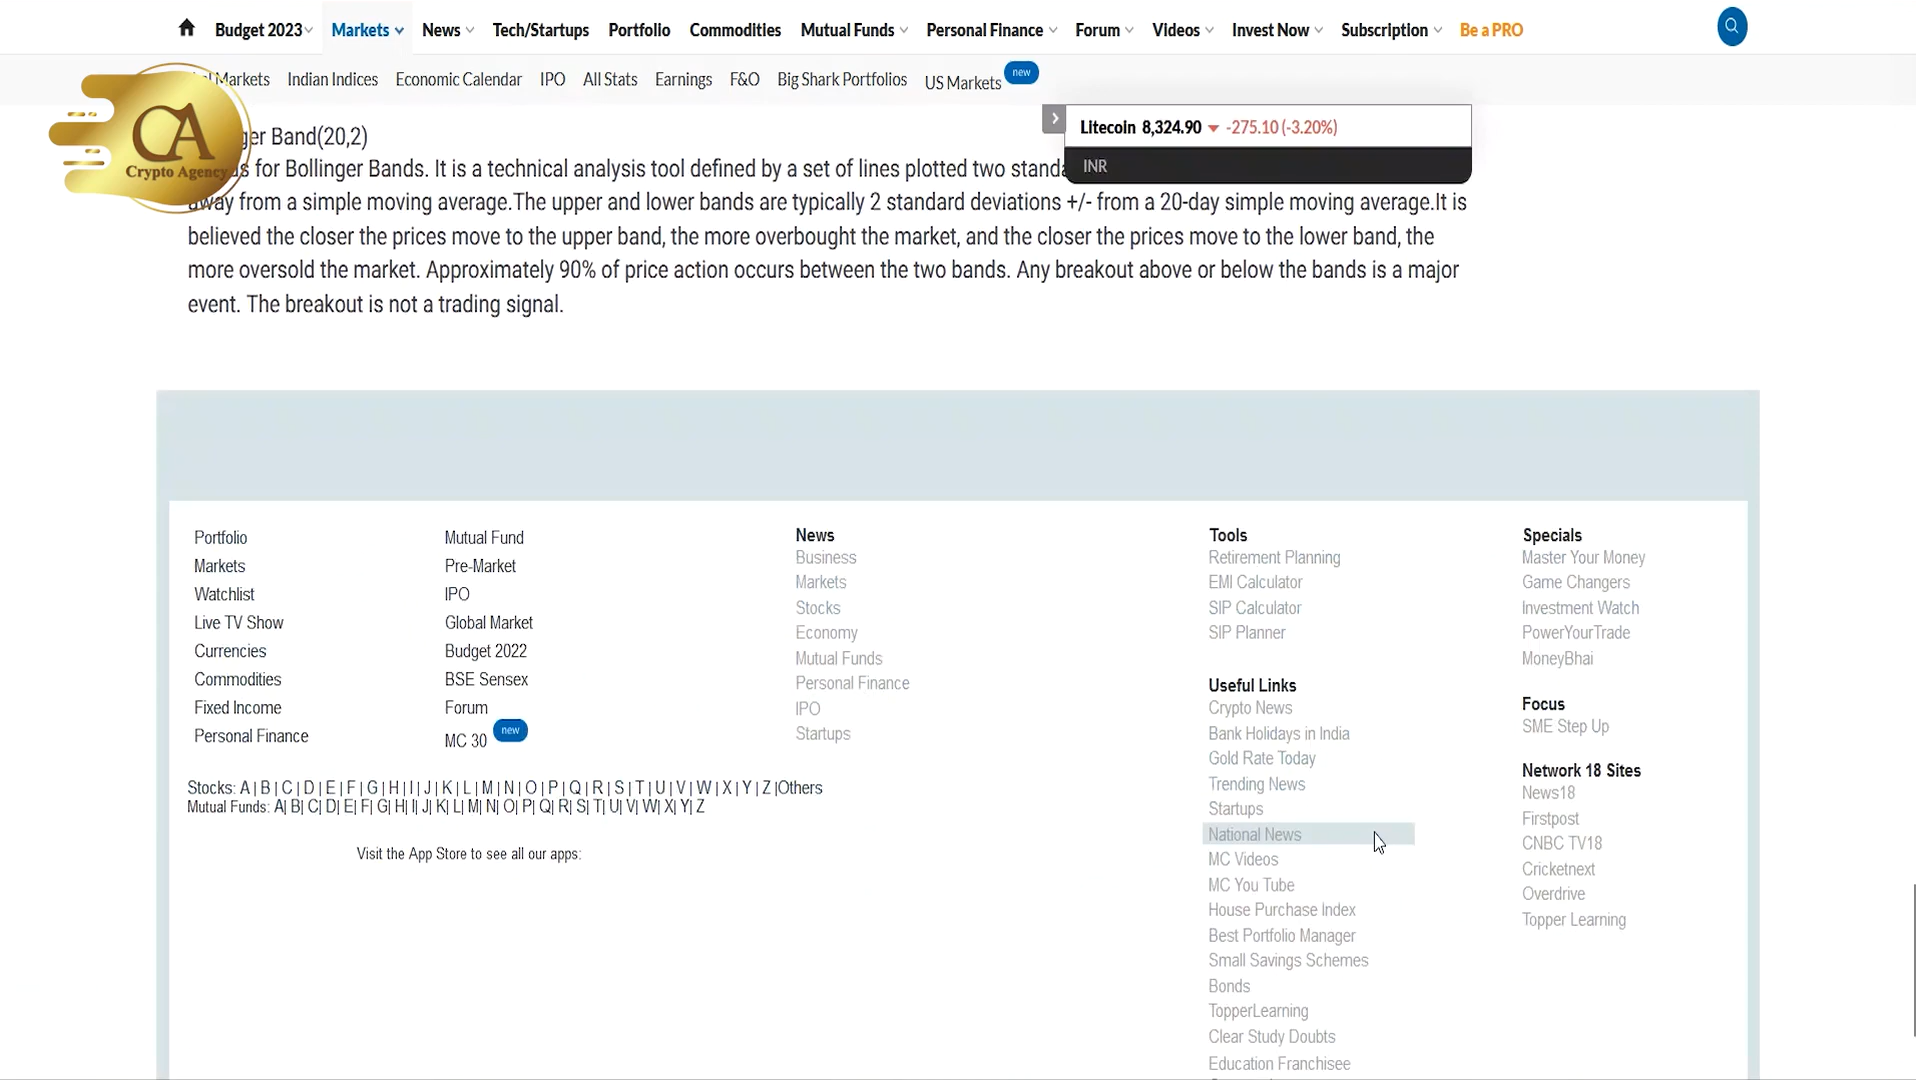 Budget 2023 Markets News Tech/Startups Portfolio Commodities Mutual Funds Personal Finance Forum Videos Invest Now Subscription Be a PRO
Markets Indian Indices Economic Calendar IPO All Stats Earnings F&O Big Shark Portfolios US Markets new
CA
Crypto Agency
Litecoin 8,324.90 -275.10 (-3.20%)
INR
Band(20,2)
for Bollinger Bands. It is a technical analysis tool defined by a set of lines plotted two
away from a simple moving average.The upper and lower bands are typically 2 standard deviations +/- from a 20-day simple moving average.It is
believed the closer the prices move to the upper band, the more overbought the market, and the closer the prices move to the lower band, the
more oversold the market. Approximately 90% of price action occurs between the two bands. Any breakout above or below the bands is a major
event. The breakout is not a trading signal.
Portfolio
Markets
Watchlist
Live TV Show
Currencies
Commodities
Fixed Income
Personal Finance
Mutual Fund
Pre-Market
IPO
Global Market
Budget 2022
BSE Sensex
Forum
MC 30 new
News
Business
Markets
Stocks
Economy
Mutual Funds
Personal Finance
IPO
Startups
Tools
Retirement Planning
EMI Calculator
SIP Calculator
SIP Planner
Useful Links
Crypto News
Bank Holidays in India
Gold Rate Today
Trending News
Startups
National News
MC Videos
MC You Tube
House Purchase Index
Best Portfolio Manager
Small Savings Schemes
Bonds
TopperLearning
Clear Study Doubts
Education Franchisee
Specials
Master Your Money
Game Changers
Investment Watch
PowerYourTrade
MoneyBhai
Focus
SME Step Up
Network 18 Sites
News18
Firstpost
CNBC TV18
Cricketnext
Overdrive
Topper Learning
Stocks: A | B | C | D | E | F | G | H | I | J | K | L | M | N | O | P | Q | R | S | T | U | V | W | X | Y | Z |Others
Mutual Funds: A| B| C| D| E| F| G| H| I| J| K| L| M| N| O| P| Q| R| S| T| U| V| W| X| Y| Z
Visit the App Store to see all our apps: